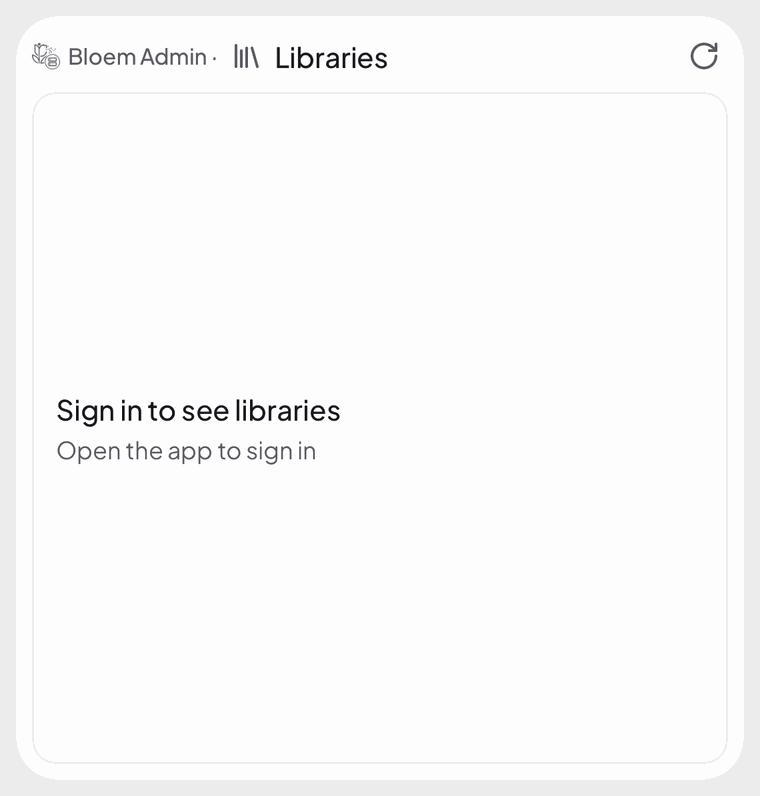 Bloem Admin · Libraries
Sign in to see libraries
Open the app to sign in